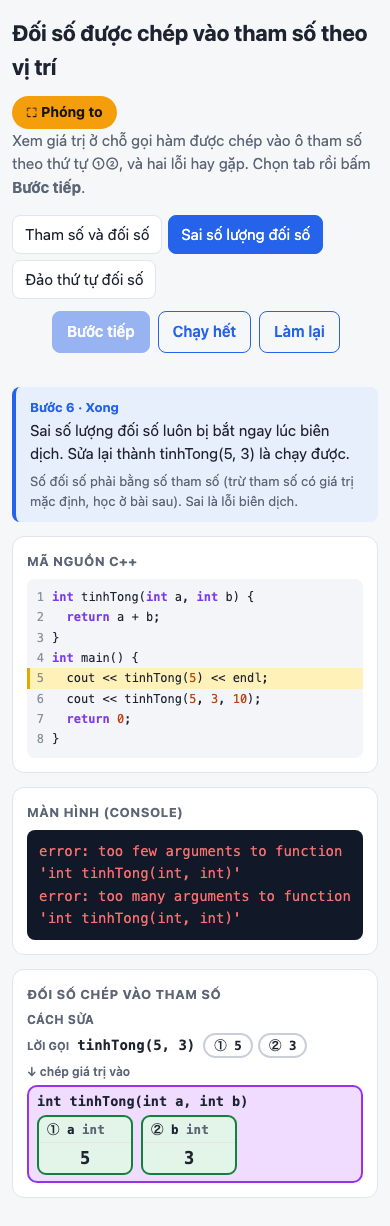 Đối số được chép vào tham số theo
vị trí
⛶ Phóng to
Xem giá trị ở chỗ gọi hàm được chép vào ô tham số
theo thứ tự ①②, và hai lỗi hay gặp. Chọn tab rồi bấm
Bước tiếp.
Tham số và đối số
Sai số lượng đối số
Đảo thứ tự đối số
Bước tiếp
Chạy hết
Làm lại
Bước 6 · Xong
Sai số lượng đối số luôn bị bắt ngay lúc biên
dịch. Sửa lại thành tinhTong(5, 3) là chạy được.
Số đối số phải bằng số tham số (trừ tham số có giá trị
mặc định, học ở bài sau). Sai là lỗi biên dịch.
MÃ NGUỒN C++
1 int tinhTong(int a, int b) {
2   return a + b;
3 }
4 int main() {
5   cout << tinhTong(5) << endl;
6   cout << tinhTong(5, 3, 10);
7   return 0;
8 }
MÀN HÌNH (CONSOLE)
error: too few arguments to function
'int tinhTong(int, int)'
error: too many arguments to function
'int tinhTong(int, int)'
ĐỐI SỐ CHÉP VÀO THAM SỐ
CÁCH SỬA
LỜI GỌI tinhTong(5, 3) ① 5 ② 3
↓ chép giá trị vào
int tinhTong(int a, int b)
① a int ② b int
5 3